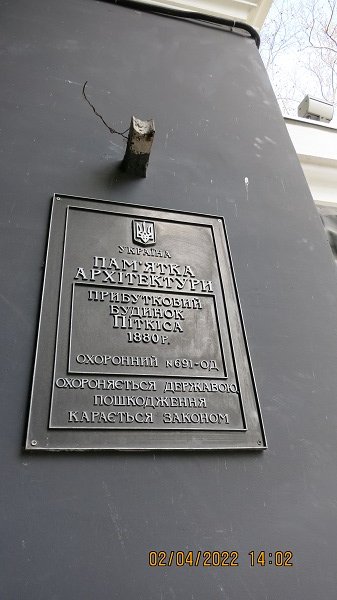 УКРАЇНА
ПАМ'ЯТКА
АРХІТЕКТУРИ
ПРИБУТКОВИЙ
БУДИНОК
ПІТКІСА
1880 Р.
ОХОРОННИЙ №691-ОД
ОХОРОНЯЄТЬСЯ ДЕРЖАВОЮ
ПОШКОДЖЕННЯ
КАРАЄТЬСЯ ЗАКОНОМ
02/04/2022 14:02